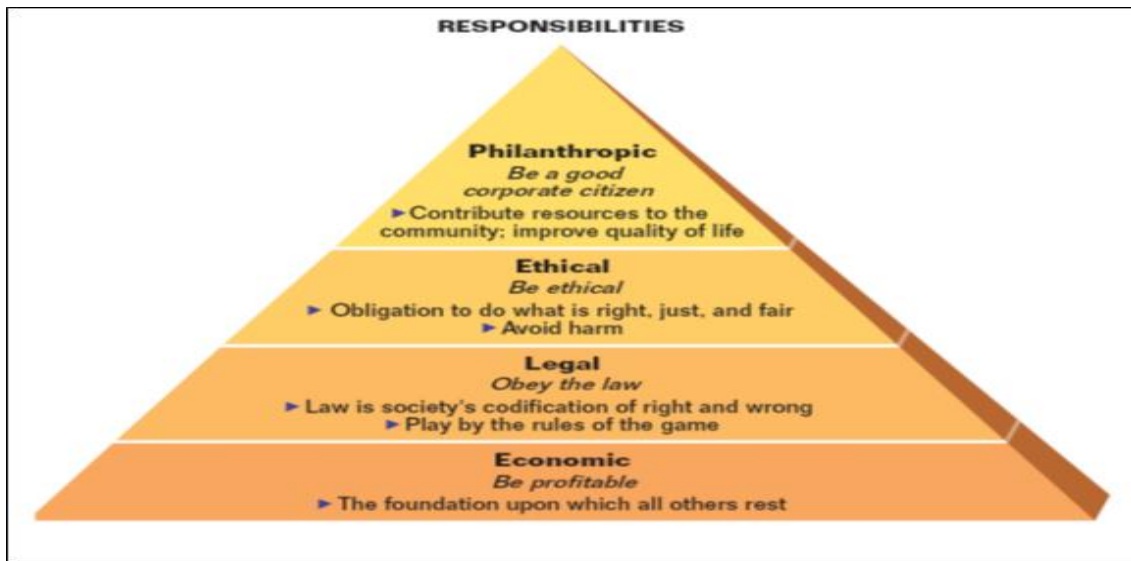 RESPONSIBILITIES
Philanthropic
Be a good
corporate citizen
►Contribute resources to the
community; improve quality of life
Ethical
Be ethical
► Obligation to do what is right, just, and fair
►Avoid harm
Legal
Obey the law
► Law is society's codification of right and wrong
► Play by the rules of the game
Economic
Be profitable
► The foundation upon which all others rest